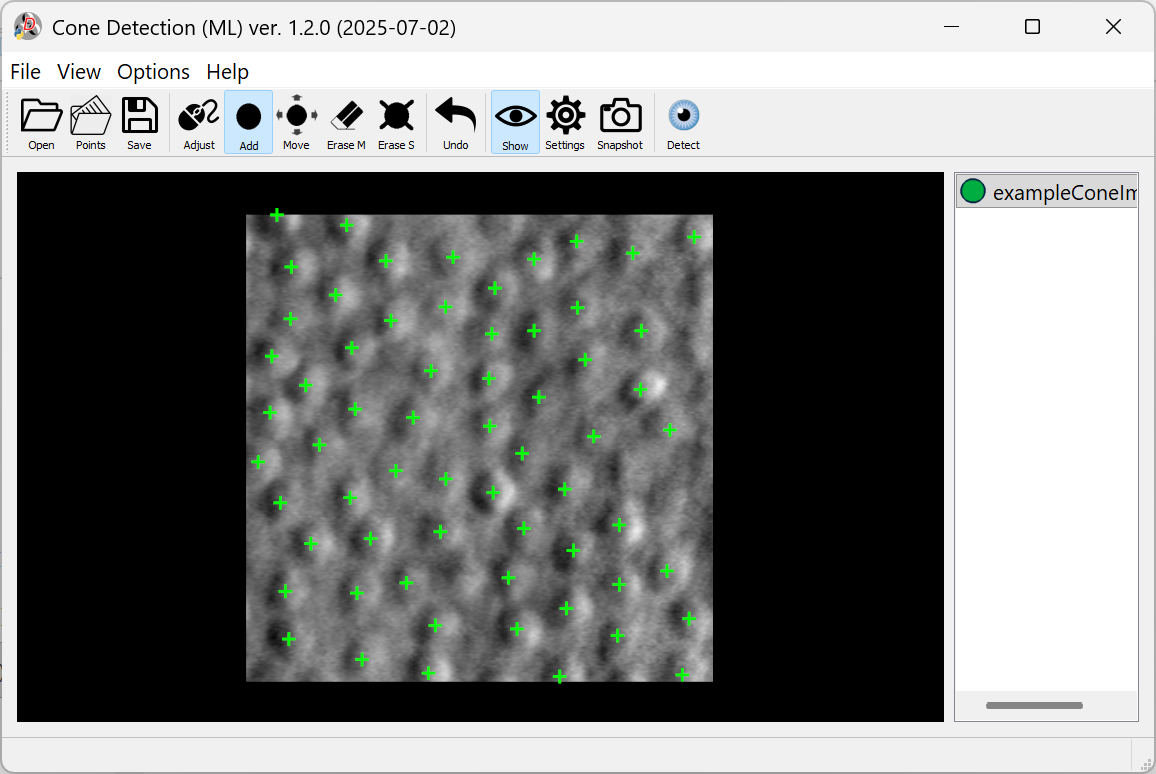 Cone Detection (ML) ver. 1.2.0 (2025-07-02)
File View Options Help
Open Points Save Adjust Add Move Erase M Erase S Undo Show Settings Snapshot Detect
exampleConeIm